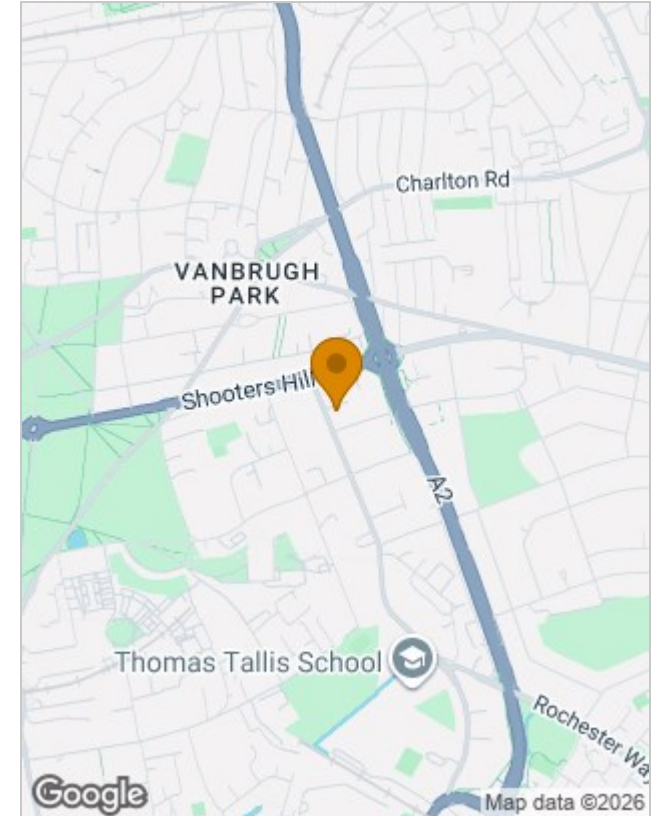 Charlton Rd
VANBRUGH
PARK
Shooters Hill
A2
Thomas Tallis School
Rochester Way
Google
Map data ©2026